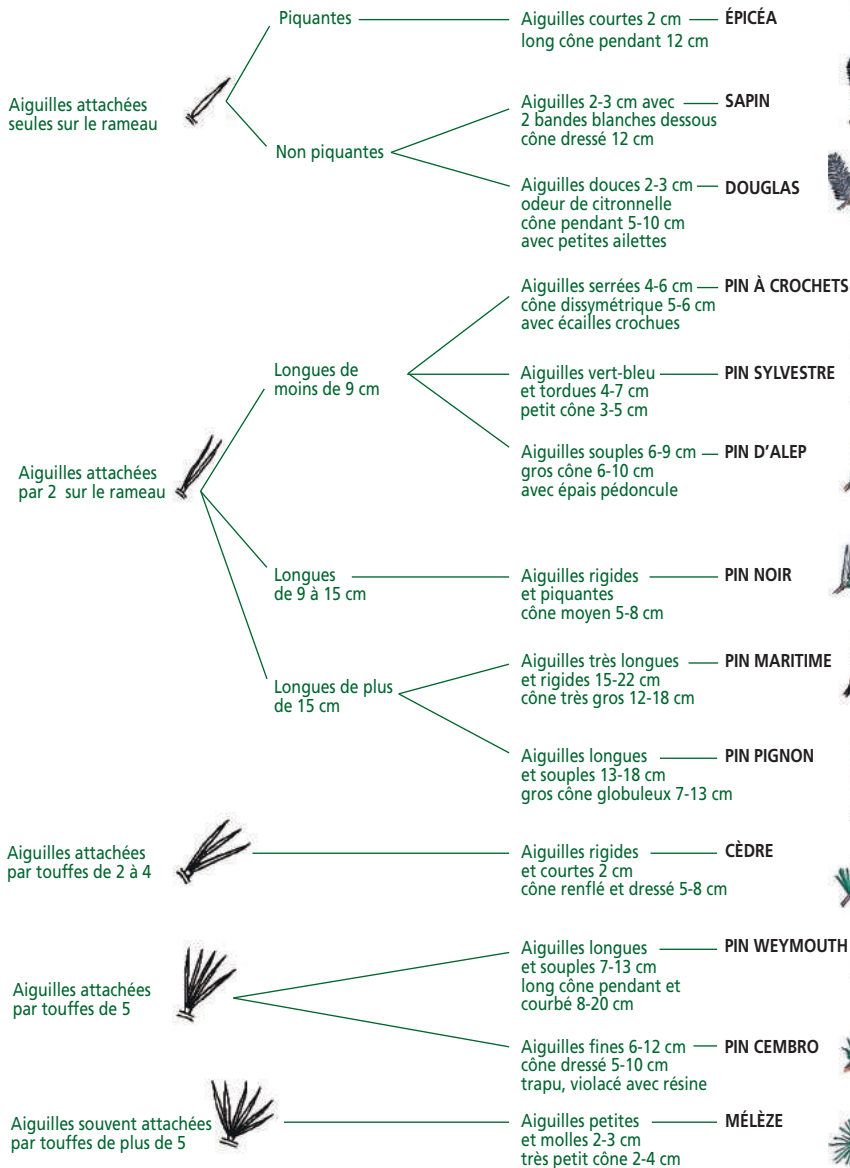 Piquantes
Aiguilles courtes 2 cm
long cône pendant 12 cm
ÉPICÉA
Aiguilles attachées
seules sur le rameau
Non piquantes
Aiguilles 2-3 cm avec
2 bandes blanches dessous
cône dressé 12 cm
SAPIN
Aiguilles douces 2-3 cm
odeur de citronnelle
cône pendant 5-10 cm
avec petites ailettes
DOUGLAS
Aiguilles attachées
par 2 sur le rameau
Longues de
moins de 9 cm
Aiguilles serrées 4-6 cm
cône dissymétrique 5-6 cm
avec écailles crochues
PIN À CROCHETS
Aiguilles vert-bleu
et tordues 4-7 cm
petit cône 3-5 cm
PIN SYLVESTRE
Aiguilles souples 6-9 cm
gros cône 6-10 cm
avec épais pédoncule
PIN D'ALEP
Longues
de 9 à 15 cm
Aiguilles rigides
et piquantes
cône moyen 5-8 cm
PIN NOIR
Longues de plus
de 15 cm
Aiguilles très longues
et rigides 15-22 cm
cône très gros 12-18 cm
PIN MARITIME
Aiguilles longues
et souples 13-18 cm
gros cône globuleux 7-13 cm
PIN PIGNON
Aiguilles attachées
par touffes de 2 à 4
Aiguilles rigides
et courtes 2 cm
cône renflé et dressé 5-8 cm
CÈDRE
Aiguilles attachées
par touffes de 5
Aiguilles longues
et souples 7-13 cm
long cône pendant et
courbé 8-20 cm
PIN WEYMOUTH
Aiguilles fines 6-12 cm
cône dressé 5-10 cm
trapu, violacé avec résine
PIN CEMBRO
Aiguilles souvent attachées
par touffes de plus de 5
Aiguilles petites
et molles 2-3 cm
très petit cône 2-4 cm
MÉLÈZE